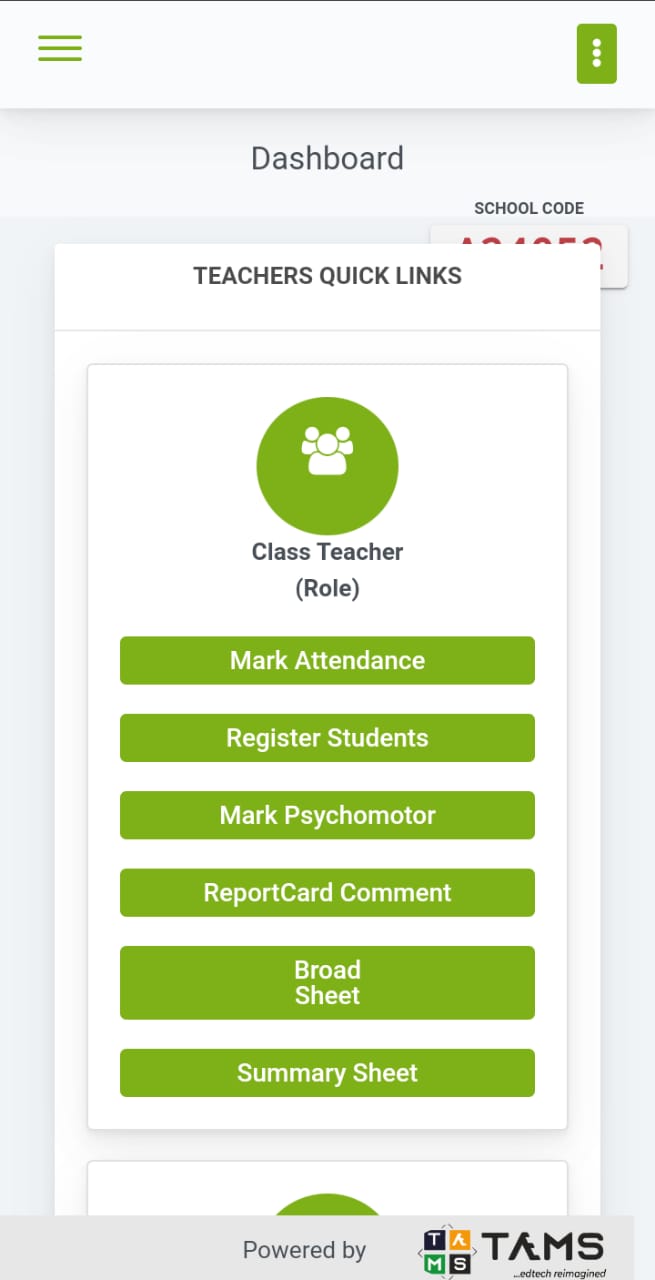 Dashboard
SCHOOL CODE
TEACHERS QUICK LINKS
Class Teacher
(Role)
Mark Attendance
Register Students
Mark Psychomotor
ReportCard Comment
Broad
Sheet
Summary Sheet
Powered by
TAMS
TAMS
...edtech reimagined